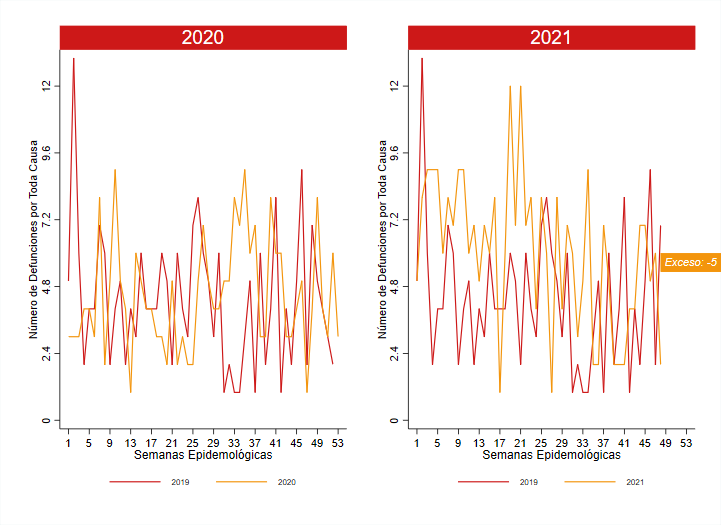 2020
Número de Defunciones por Toda Causa
12
9.6
7.2
4.8
2.4
0
1 5 9 13 17 21 25 29 33 37 41 45 49 53
Semanas Epidemológicas
2019 2020
2021
Número de Defunciones por Toda Causa
12
9.6
7.2
4.8
2.4
0
Exceso: -5
1 5 9 13 17 21 25 29 33 37 41 45 49 53
Semanas Epidemológicas
2019 2021